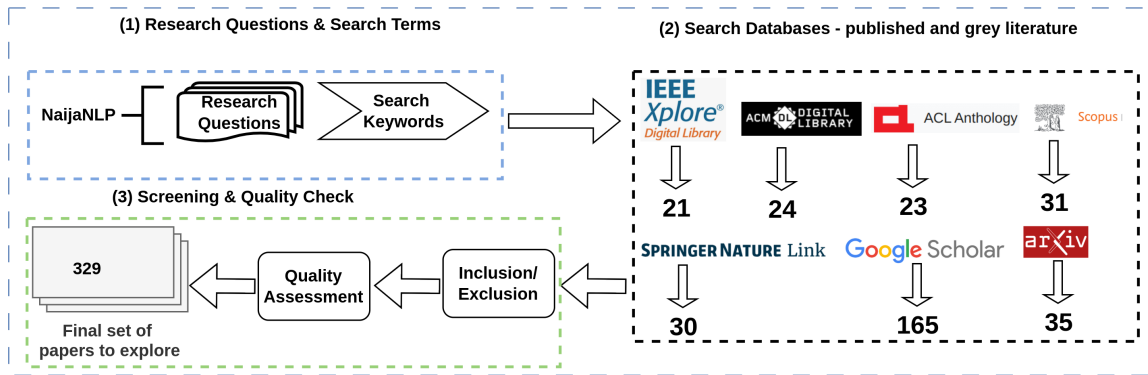 (1) Research Questions & Search Terms
NaijaNLP
Research
Questions
Search
Keywords
(2) Search Databases - published and grey literature
IEEE
Xplore®
Digital Library
ACM DL DIGITAL
LIBRARY
ACL Anthology
Scopus
21
24
23
31
SPRINGER NATURE Link
Google Scholar
arXiv
30
165
35
(3) Screening & Quality Check
Inclusion/
Exclusion
Quality
Assessment
329
Final set of
papers to explore